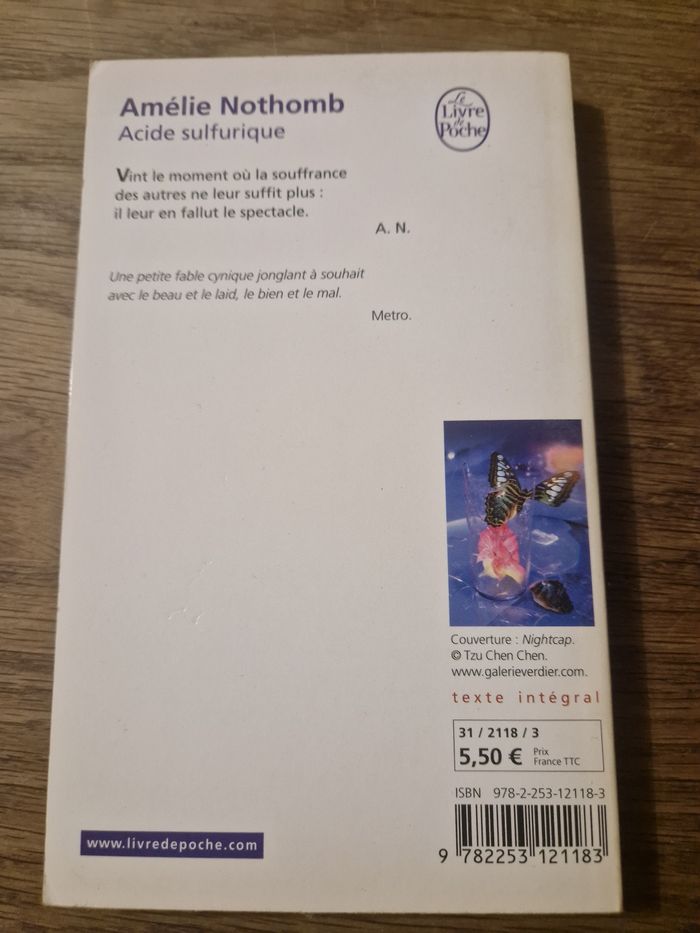 Amélie Nothomb
Acide sulfurique
Le
Livre
de
Poche
Vint le moment où la souffrance
des autres ne leur suffit plus :
il leur en fallut le spectacle.
A. N.
Une petite fable cynique jonglant à souhait
avec le beau et le laid, le bien et le mal.
Metro.
Couverture : Nightcap.
© Tzu Chen Chen.
www.galerieverdier.com.
texte intégral
31 / 2118 / 3
5,50 € Prix
France TTC
ISBN 978-2-253-12118-3
9 782253 121183
www.livredepoche.com